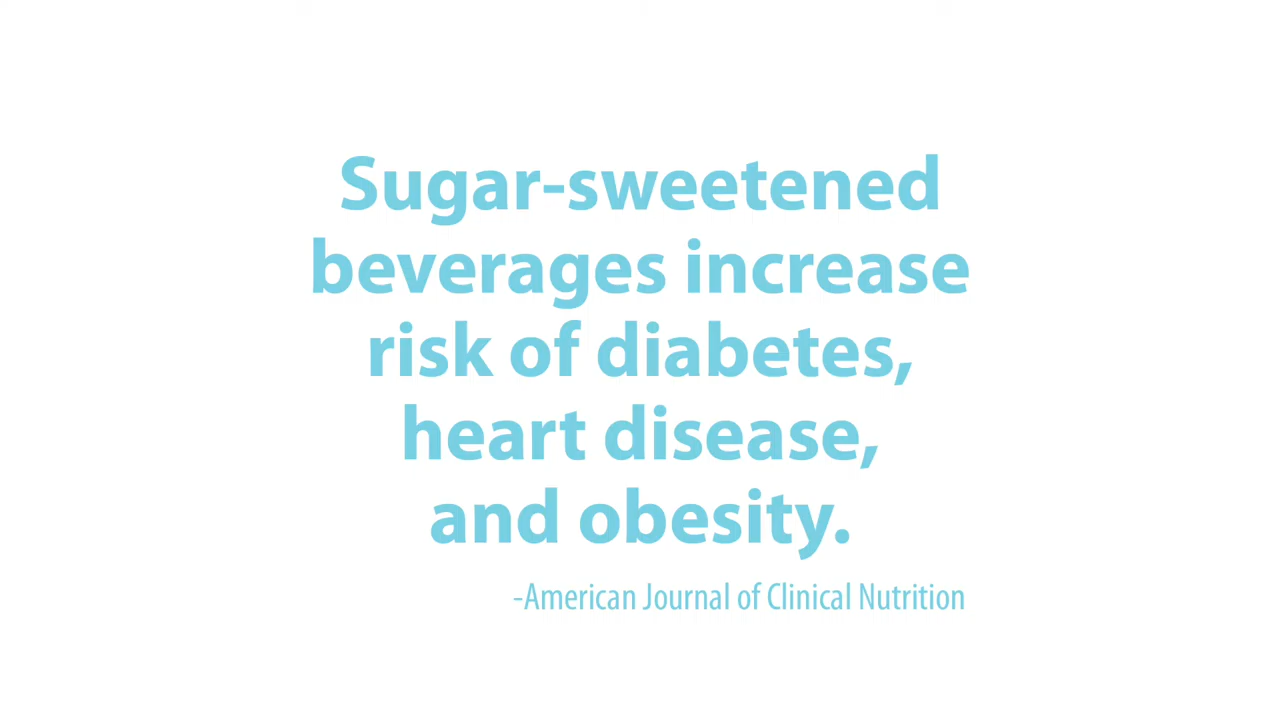 Sugar-sweetened
beverages increase
risk of diabetes,
heart disease,
and obesity.
-American Journal of Clinical Nutrition